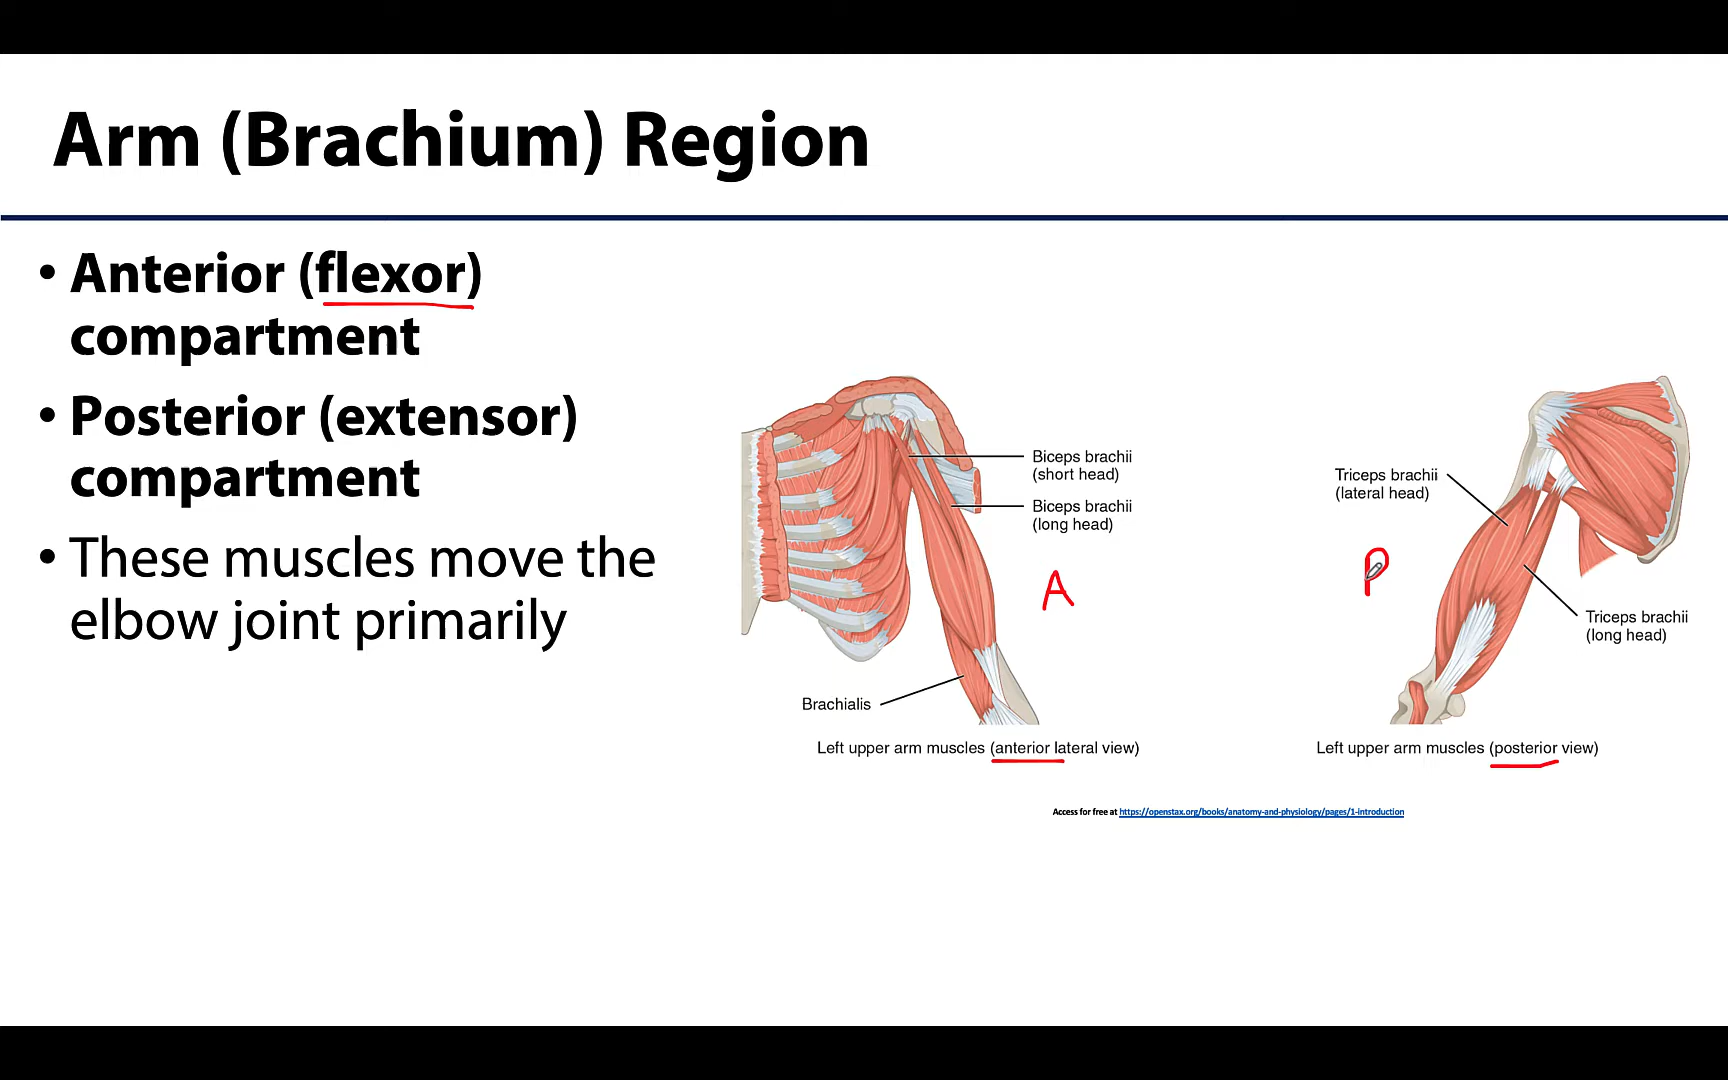 Arm (Brachium) Region
• Anterior (flexor)
compartment
• Posterior (extensor)
compartment
• These muscles move the
elbow joint primarily
Biceps brachii
(short head)
Biceps brachii
(long head)
A
Brachialis
Left upper arm muscles (anterior lateral view)
Triceps brachii
(lateral head)
P
Triceps brachii
(long head)
Left upper arm muscles (posterior view)
Access for free at https://openstax.org/books/anatomy-and-physiology/pages/1-introduction